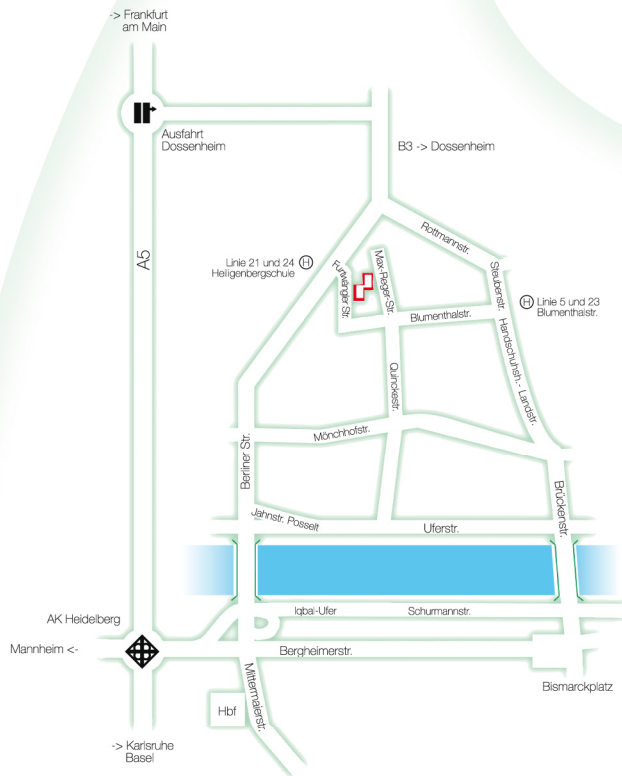 -> Frankfurt
am Main
Ausfahrt
Dossenheim
B3 -> Dossenheim
A5
Rottmannstr.
Linie 21 und 24
Heiligenbergschule
H
Furtwängler Str.
Max-Reger-Str.
Steubenstr.
H
Linie 5 und 23
Blumenthalstr.
Blumenthalstr.
Handschuhsh.- Landstr.
Quinckestr.
Mönchhofstr.
Berliner Str.
Brückenstr.
Jahnstr. Posselt
Uferstr.
Iqbal-Ufer
Schurmannstr.
AK Heidelberg
Mannheim <-
Bergheimerstr.
Mittermaierstr.
Bismarckplatz
Hbf
-> Karlsruhe
Basel